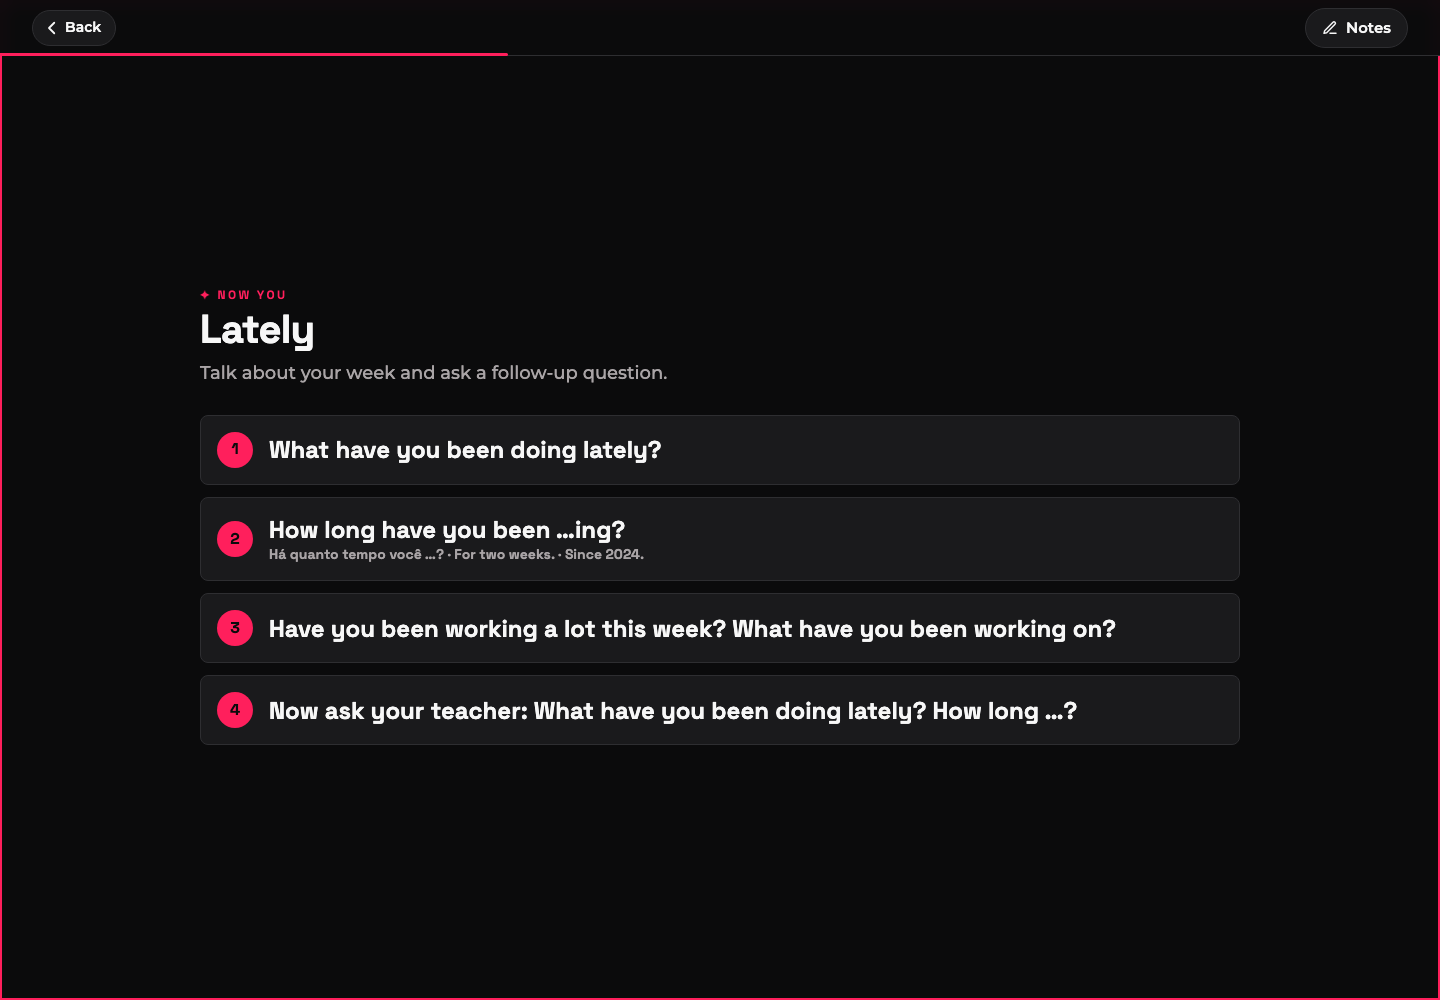 Back
Notes
NOW YOU
Lately
Talk about your week and ask a follow-up question.
1 What have you been doing lately?
2 How long have you been ...ing?
Há quanto tempo você ...? · For two weeks. · Since 2024.
3 Have you been working a lot this week? What have you been working on?
4 Now ask your teacher: What have you been doing lately? How long ...?